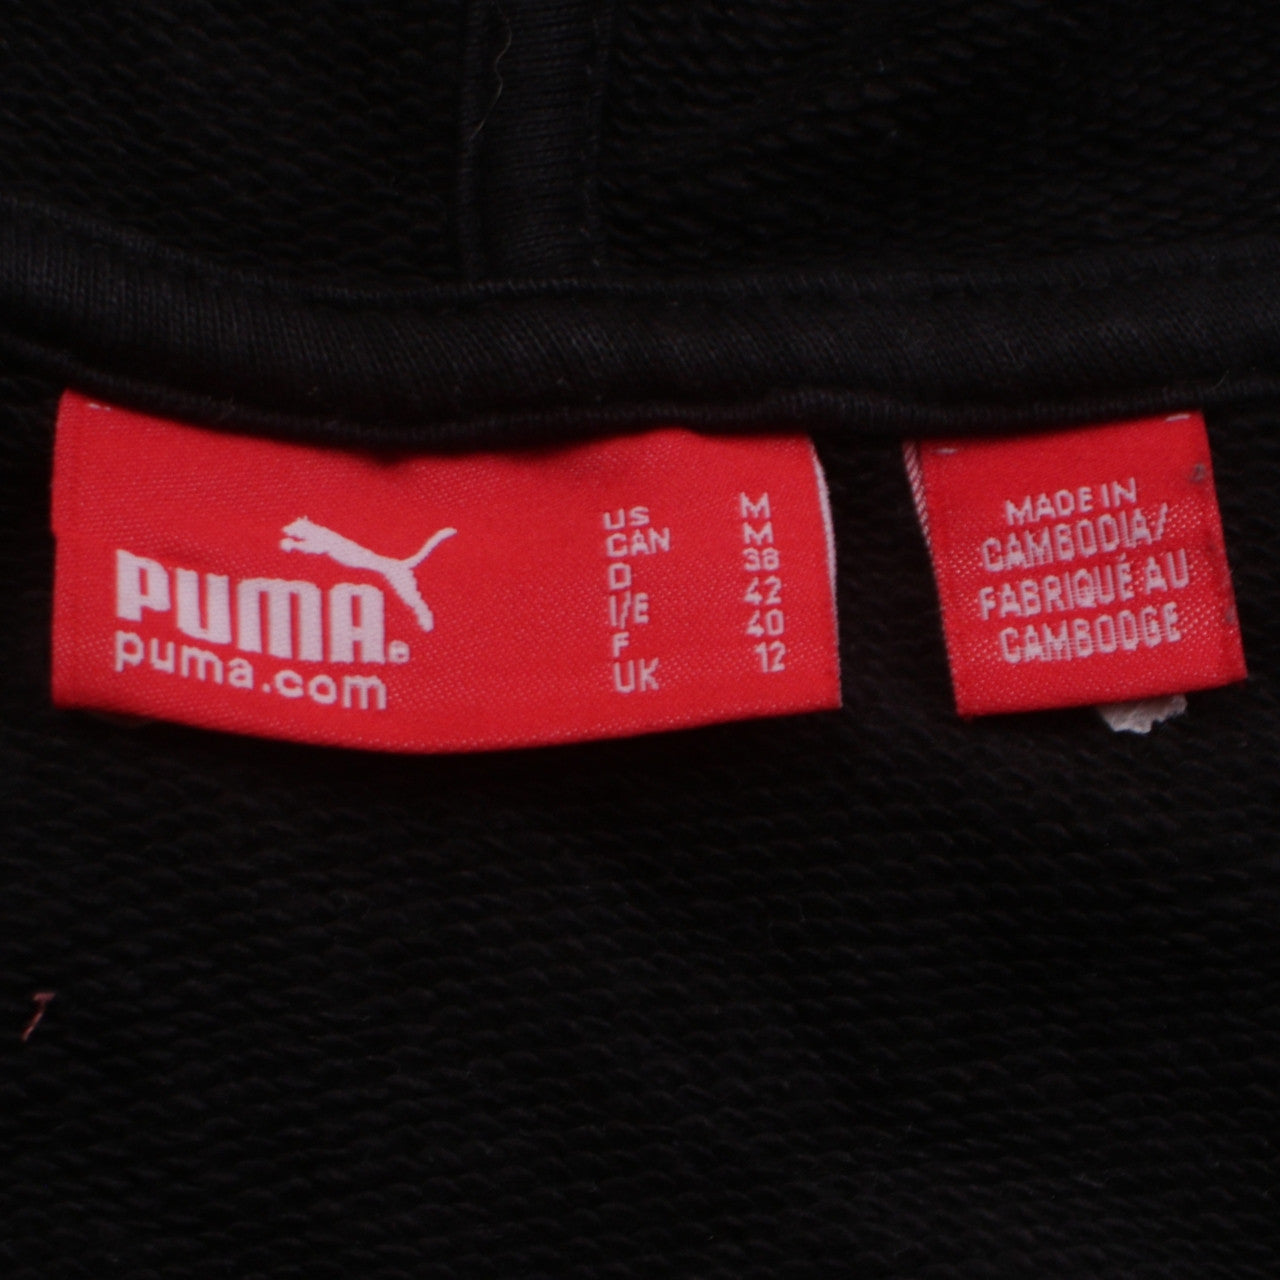 PUMA®
puma.com
US M
CAN M
D 38
I/E 42
F 40
UK 12
MADE IN
CAMBODIA/
FABRIQUÉ AU
CAMBODGE